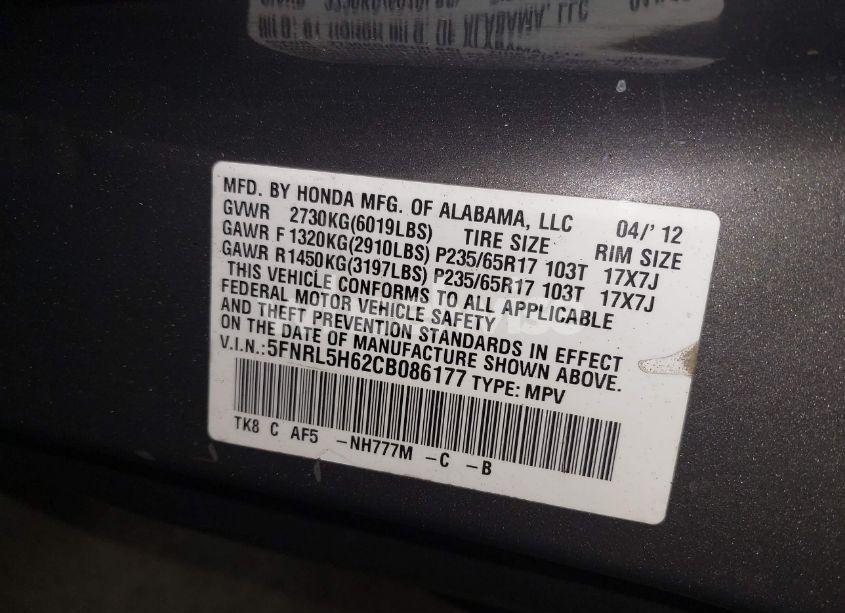 MFD. BY HONDA MFG. OF ALABAMA, LLC 04/' 12
GVWR 2730KG(6019LBS) TIRE SIZE RIM SIZE
GAWR F 1320KG(2910LBS) P235/65R17 103T 17X7J
GAWR R1450KG(3197LBS) P235/65R17 103T 17X7J
THIS VEHICLE CONFORMS TO ALL APPLICABLE
FEDERAL MOTOR VEHICLE SAFETY
AND THEFT PREVENTION STANDARDS IN EFFECT
ON THE DATE OF MANUFACTURE SHOWN ABOVE.
V.I.N.:5FNRL5H62CB086177 TYPE: MPV
TK8 C AF5 -NH777M -C -B